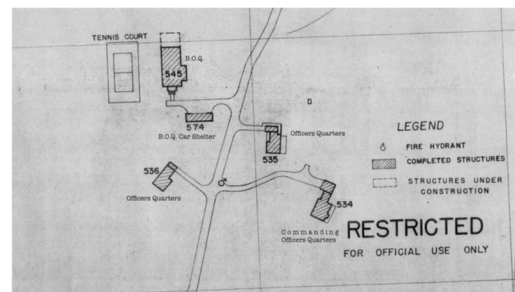 TENNIS COURT
B.O.Q.
545
574
B.O.Q. Car Shelter
Officers Quarters
535
536
Officers Quarters
534
Commanding
Officers Quarters
LEGEND
FIRE HYDRANT
COMPLETED STRUCTURES
STRUCTURES UNDER
CONSTRUCTION
RESTRICTED
FOR OFFICIAL USE ONLY